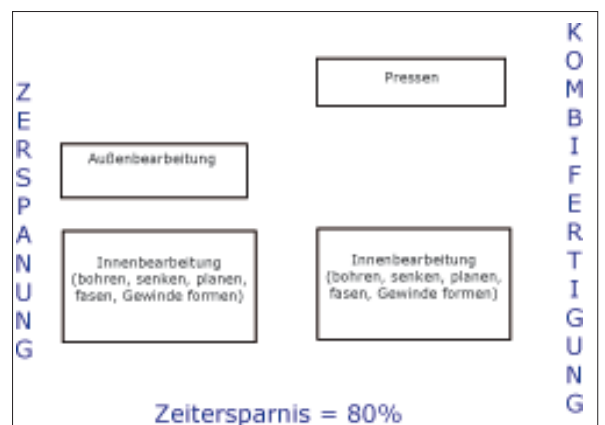 ZERSPANUNG
Außenbearbeitung
Innenbearbeitung
(bohren, senken, planen,
fasen, Gewinde formen)
Pressen
Innenbearbeitung
(bohren, senken, planen,
fasen, Gewinde formen)
KOMBIFERTIGUNG
Zeitersparnis = 80%